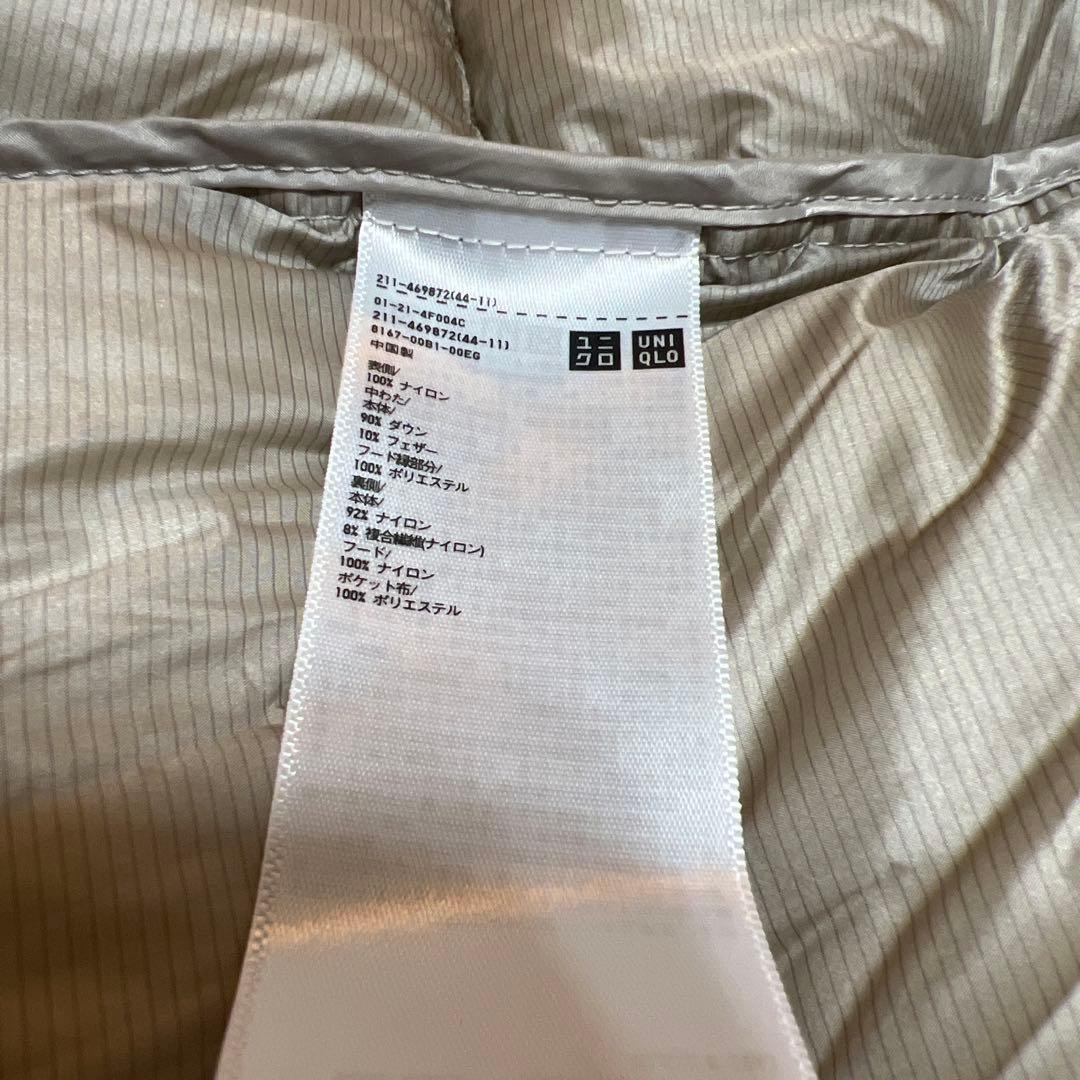 211-469872(44-11)
01-21-4F004C
211-469872(44-11)
8167-00B1-00EG
中国製
ユニ
クロ
UNI
QLO
表側/
100% ナイロン
中わた/
本体/
90% ダウン
10% フェザー
フード縁部分/
100% ポリエステル
裏側/
本体/
92% ナイロン
8% 複合繊維(ナイロン)
フード/
100% ナイロン
ポケット布/
100% ポリエステル